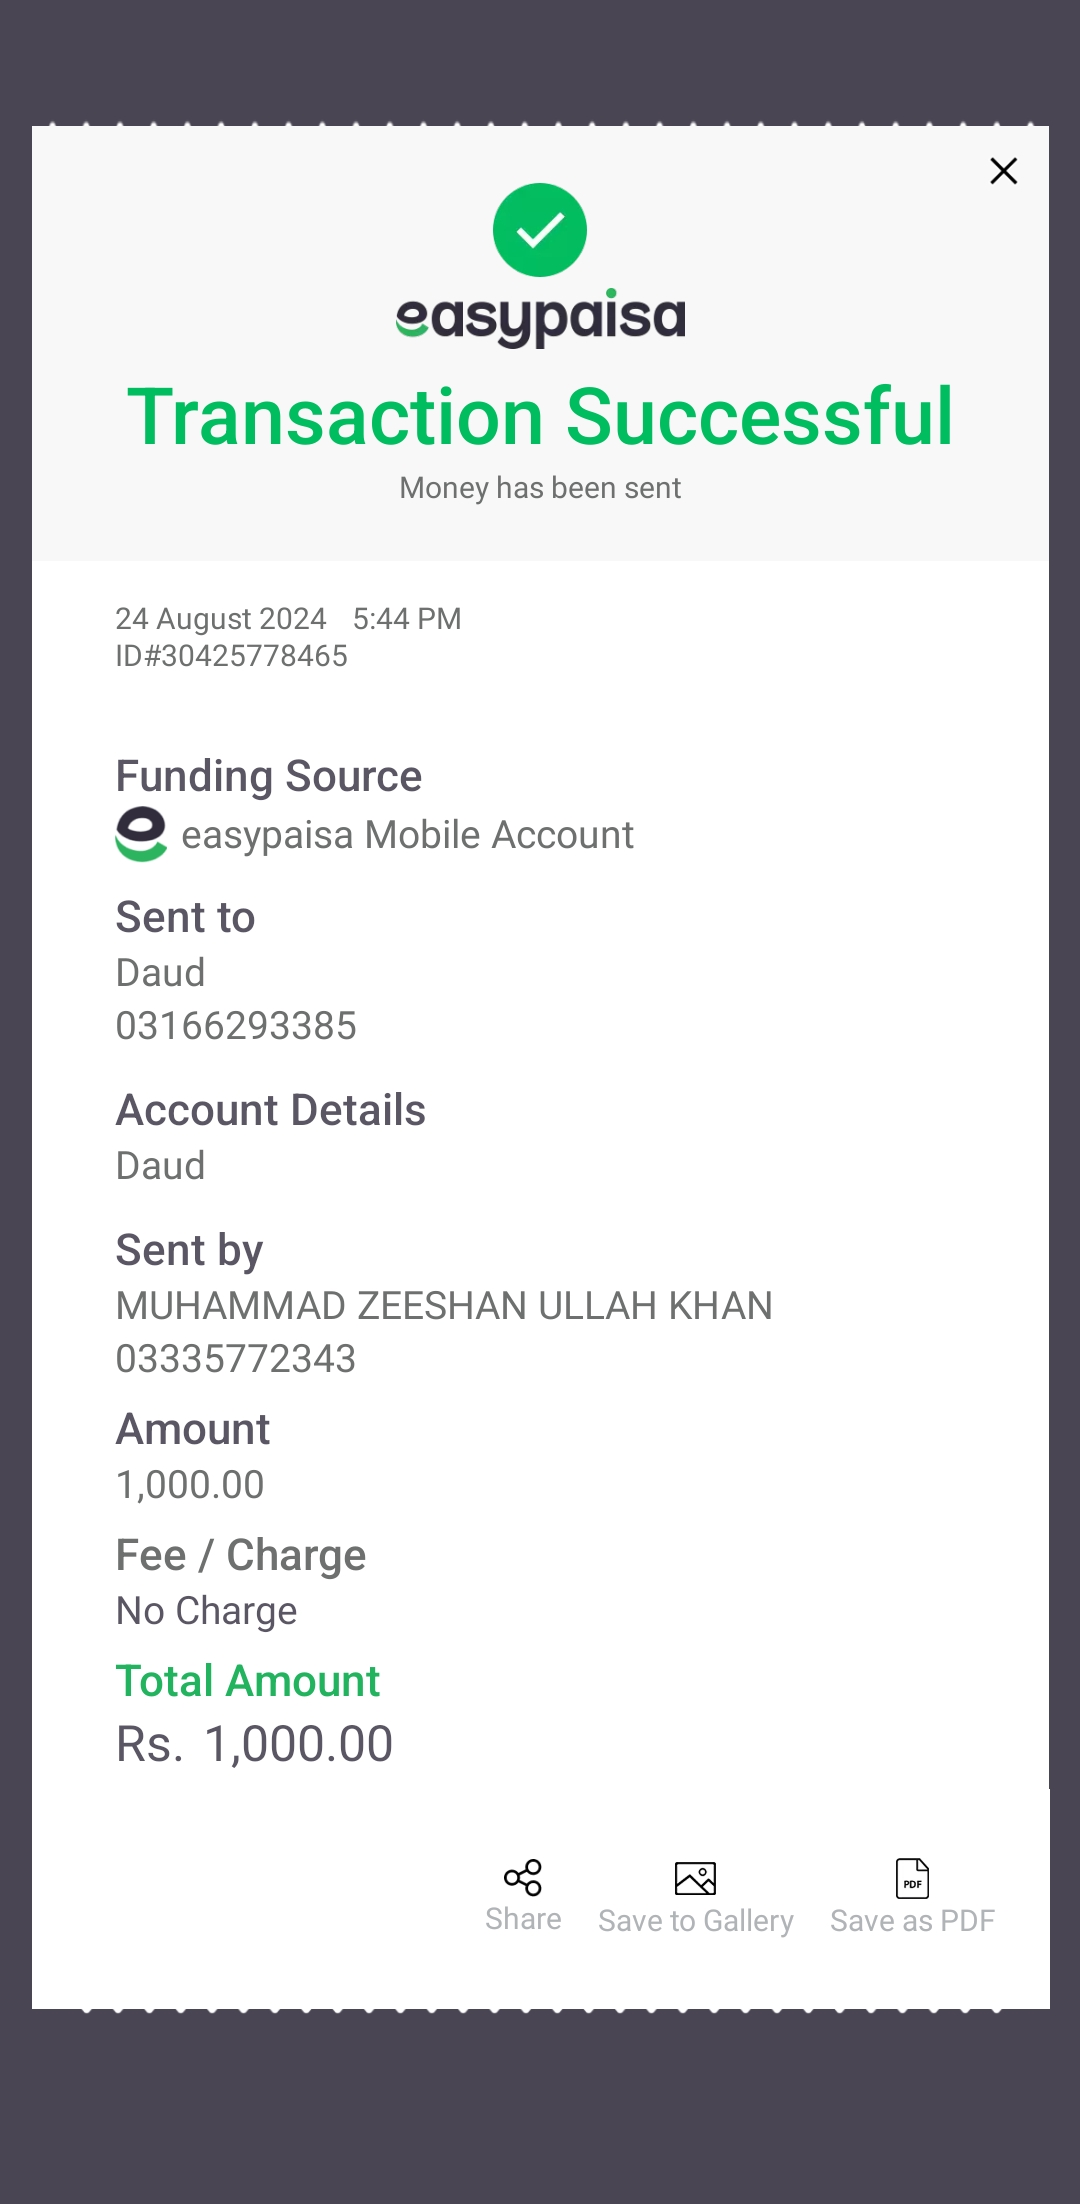 easypaisa
Transaction Successful
Money has been sent
24 August 2024 5:44 PM
ID#30425778465
Funding Source
easypaisa Mobile Account
Sent to
Daud
03166293385
Account Details
Daud
Sent by
MUHAMMAD ZEESHAN ULLAH KHAN
03335772343
Amount
1,000.00
Fee / Charge
No Charge
Total Amount
Rs. 1,000.00
PDF
Share Save to Gallery Save as PDF